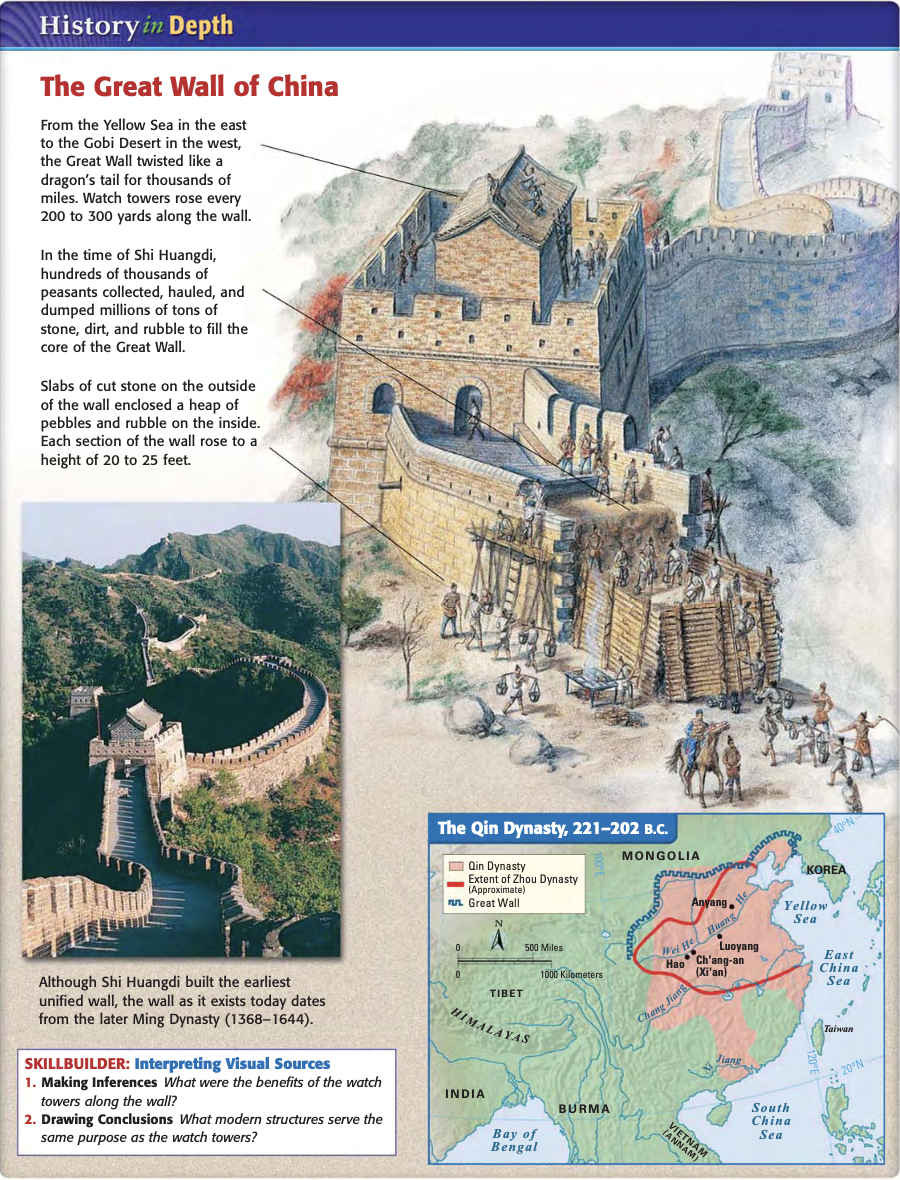 History in Depth
The Great Wall of China
From the Yellow Sea in the east
to the Gobi Desert in the west,
the Great Wall twisted like a
dragon's tail for thousands of
miles. Watch towers rose every
200 to 300 yards along the wall.
In the time of Shi Huangdi,
hundreds of thousands of
peasants collected, hauled, and
dumped millions of tons of
stone, dirt, and rubble to fill the
core of the Great Wall.
Slabs of cut stone on the outside
of the wall enclosed a heap of
pebbles and rubble on the inside.
Each section of the wall rose to a
height of 20 to 25 feet.
Although Shi Huangdi built the earliest
unified wall, the wall as it exists today dates
from the later Ming Dynasty (1368–1644).
SKILLBUILDER: Interpreting Visual Sources
1. Making Inferences What were the benefits of the watch
towers along the wall?
2. Drawing Conclusions What modern structures serve the
same purpose as the watch towers?
The Qin Dynasty, 221–202 B.C.
Qin Dynasty
Extent of Zhou Dynasty
(Approximate)
Great Wall
N
0 500 Miles
0 1000 Kilometers
100°E
40°N
MONGOLIA
KOREA
Anyang
Huang He
Yellow
Sea
Wei He
Luoyang
Hao
Ch'ang-an
(Xi'an)
East
China
Sea
TIBET
Chang Jiang
HIMALAYAS
Taiwan
Xi Jiang
120°E
20°N
INDIA
BURMA
South
China
Sea
Bay of
Bengal
VIETNAM
(ANNAM)